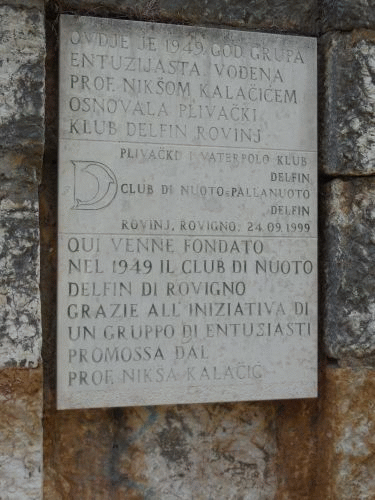 OVDJE JE 1949. GOD. GRUPA
ENTUZIJASTA VOĐENA
PROF. NIKŠOM KALAČIĆEM
OSNOVALA PLIVAČKI
KLUB DELFIN ROVINJ
PLIVAČKI I VATERPOLO KLUB
DELFIN
CLUB DI NUOTO-PALLANUOTO
DELFIN
ROVINJ, ROVIGNO, 24.09.1999
QUI VENNE FONDATO
NEL 1949 IL CLUB DI NUOTO
DELFIN DI ROVIGNO
GRAZIE ALL'INIZIATIVA DI
UN GRUPPO DI ENTUSIASTI
PROMOSSA DAL
PROF. NIKŠA KALAČIĆ